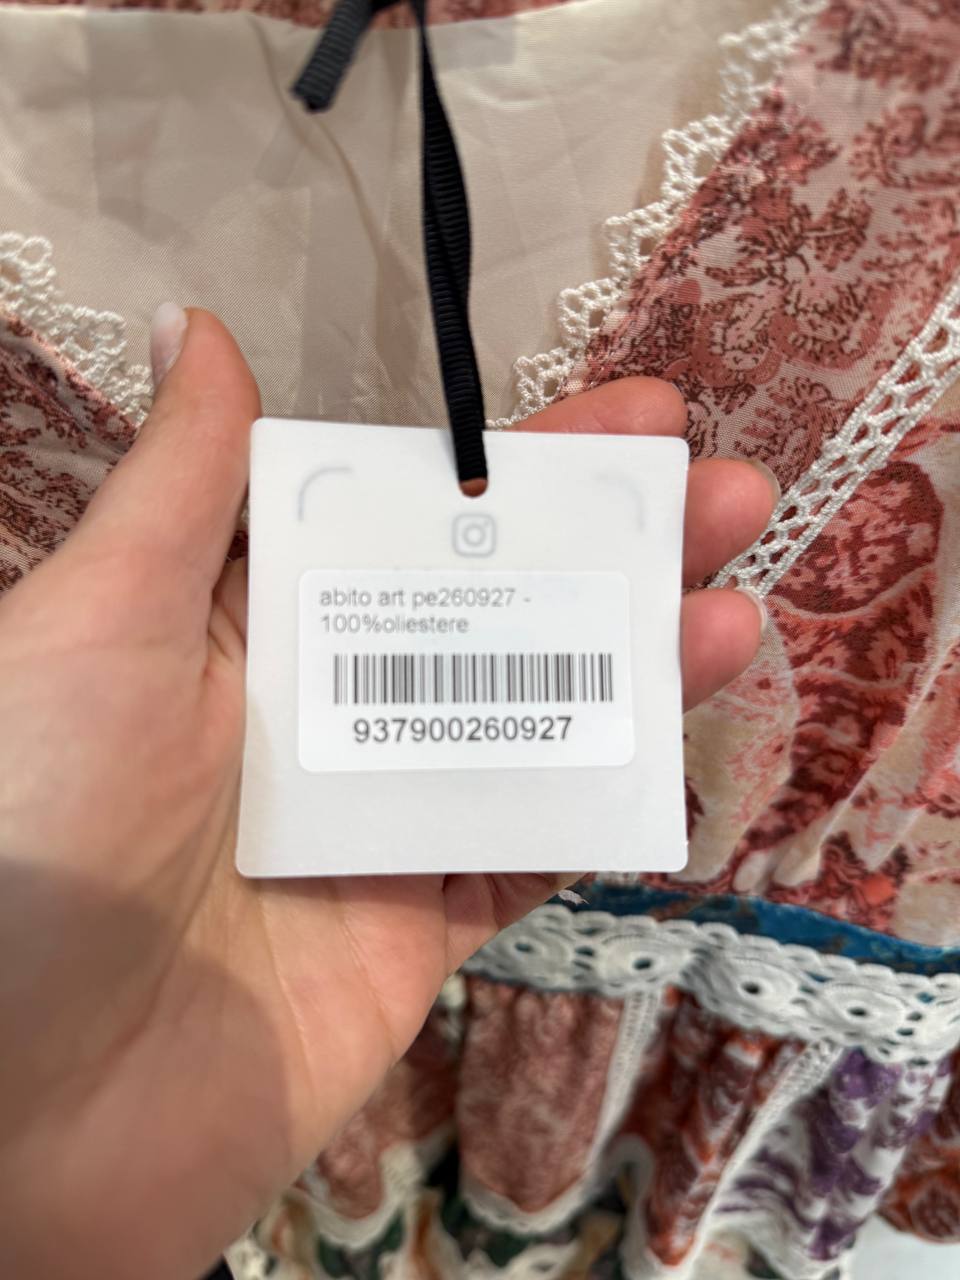 abito art pe260927 -
100%oliestere
937900260927